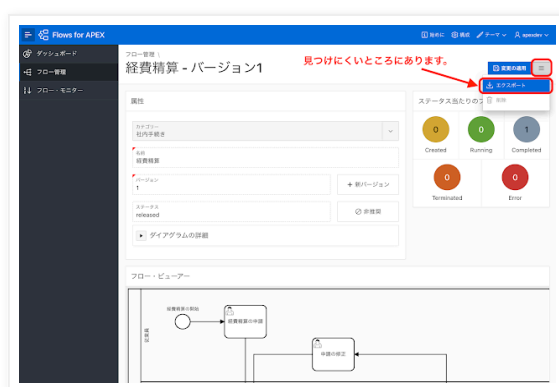 Flows for APEX
始めに
構成
テーマ
apexdev
ダッシュボード
フロー管理
フロー・モニター
フロー管理 \
経費精算 - バージョン1
見つけにくいところにあります。
変更の適用
エクスポート
削除
属性
カテゴリー
社内手続き
名前
経費精算
バージョン
1
+ 新バージョン
ステータス
released
非推奨
ダイアグラムの詳細
ステータス当たりのフ
0
0
1
Created
Running
Completed
0
0
Terminated
Error
フロー・ビューアー
経費精算の開始
経費精算の申請
申請の修正
従業員